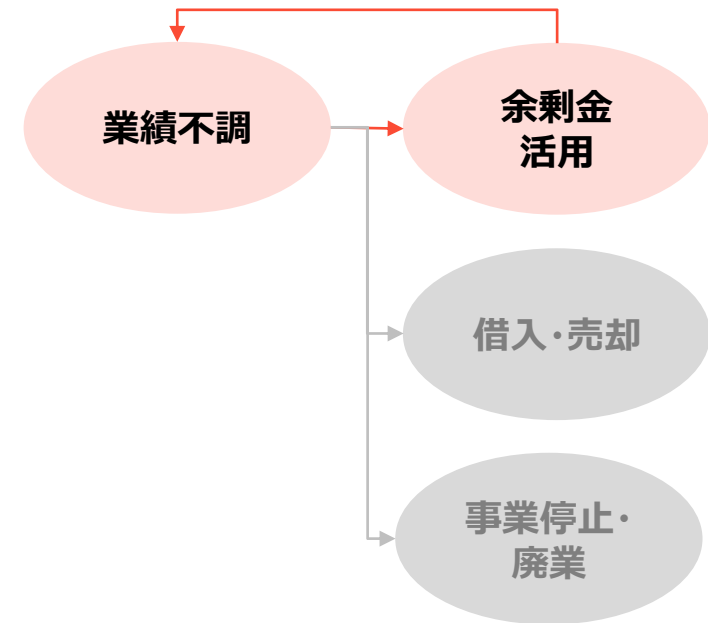 業績不調
余剰金
活用
借入・売却
事業停止・
廃業